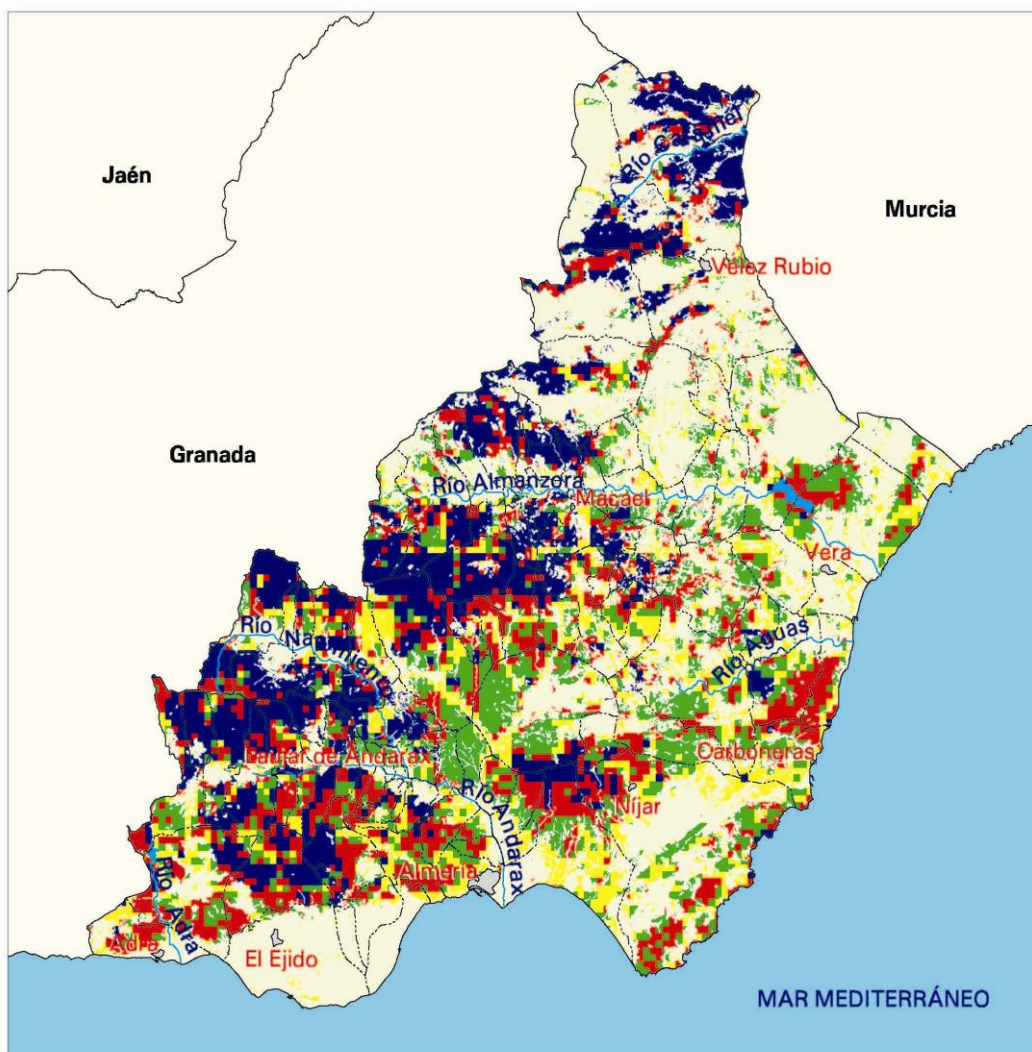 Río Caramel
Jaén
Murcia
Vélez Rubio
Granada
Río Almanzora
Macael
Vera
Río Nacimiento
Río Aguas
Laujar de Andarax
Carboneras
Río Andarax
Níjar
Almería
Río Adra
Adra
El Ejido
MAR MEDITERRÁNEO